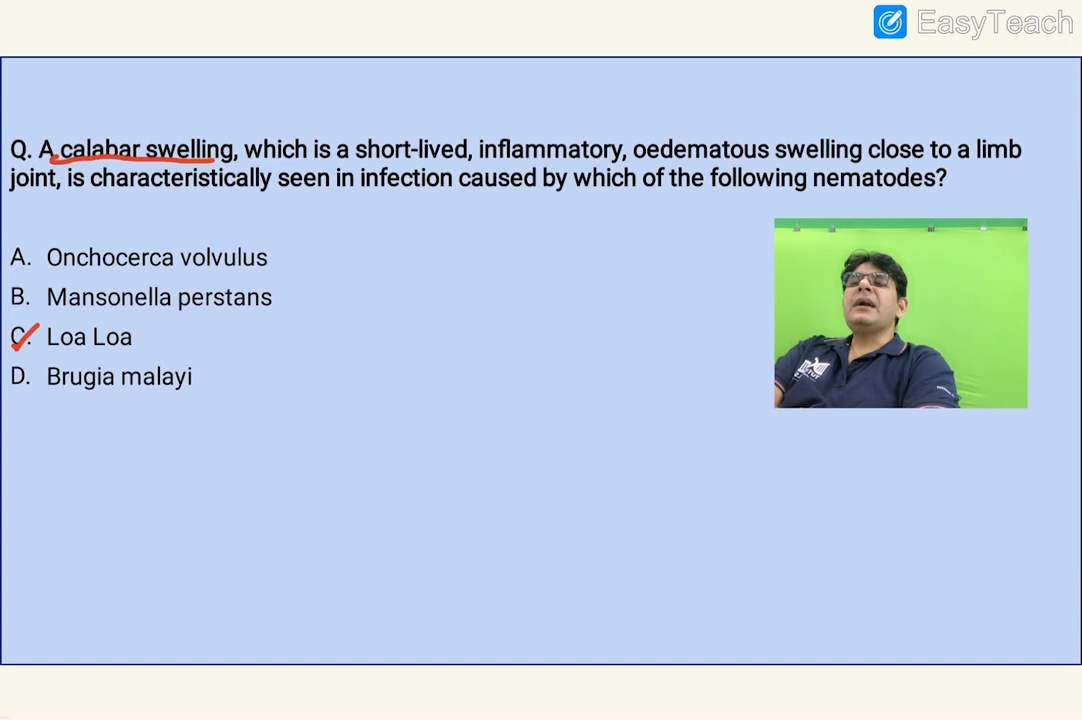 EasyTeach
Q. A calabar swelling, which is a short-lived, inflammatory, oedematous swelling close to a limb
joint, is characteristically seen in infection caused by which of the following nematodes?
A. Onchocerca volvulus
B. Mansonella perstans
C. Loa Loa
D. Brugia malayi